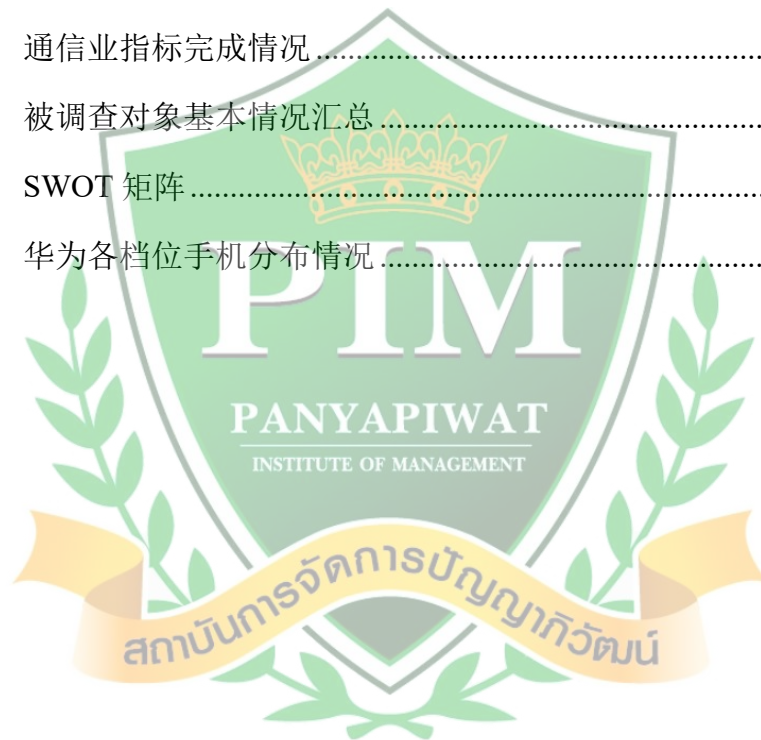 通信业指标完成情况
被调查对象基本情况汇总
SWOT 矩阵
华为各档位手机分布情况
PIM
PANYAPIWAT
INSTITUTE OF MANAGEMENT
สถาบันการจัดการปัญญาภิวัฒน์